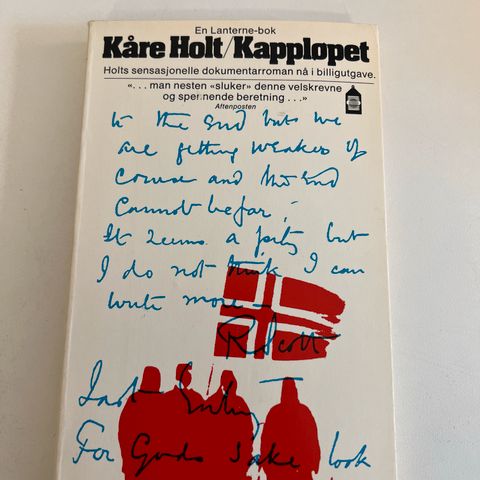 En Lanterne-bok
Kåre Holt/Kappløpet
Holts sensasjonelle dokumentarroman nå i billigutgave.
«... man nesten «sluker» denne velskrevne
og spennende beretning ...»
Aftenposten
to the end but we
are getting weaker of
course and the end
cannot be far.
It seems a pity but
I do not think I can
write more –
R Scott
Last Entry
For Gods Sake look